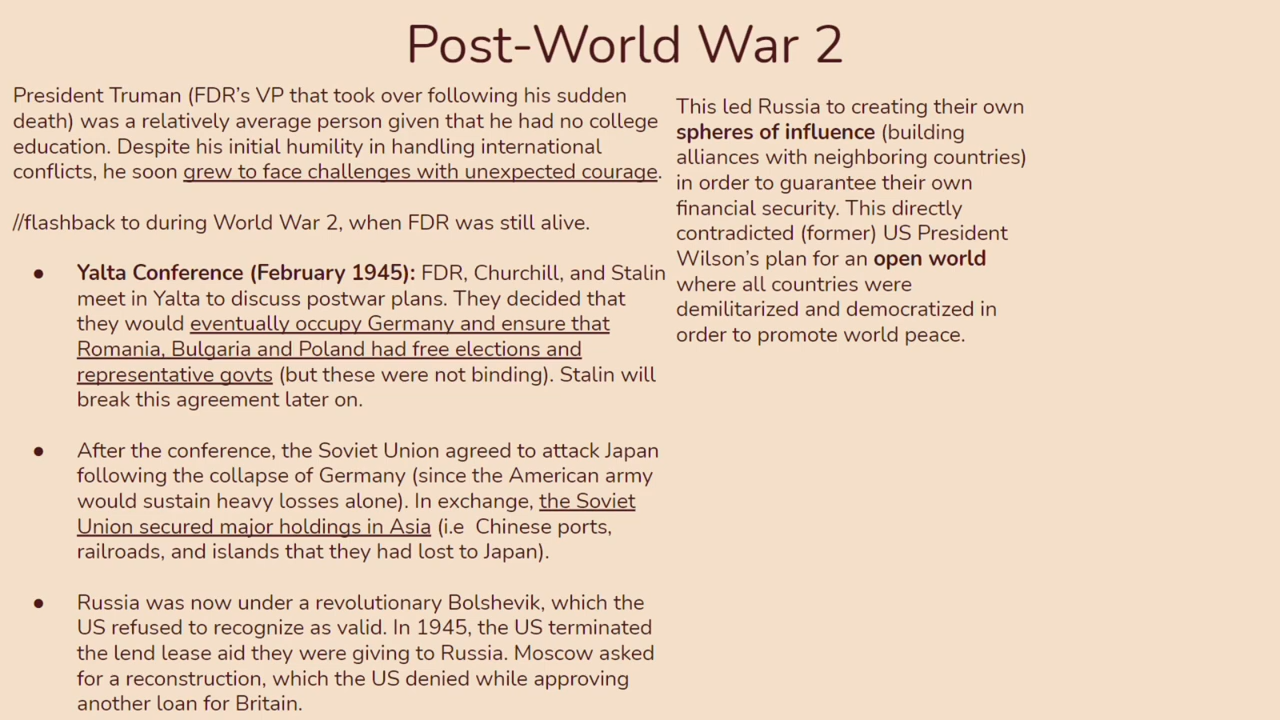 Post-World War 2
President Truman (FDR's VP that took over following his sudden
death) was a relatively average person given that he had no college
education. Despite his initial humility in handling international
conflicts, he soon grew to face challenges with unexpected courage.
//flashback to during World War 2, when FDR was still alive.
● Yalta Conference (February 1945): FDR, Churchill, and Stalin
meet in Yalta to discuss postwar plans. They decided that
they would eventually occupy Germany and ensure that
Romania, Bulgaria and Poland had free elections and
representative govts (but these were not binding). Stalin will
break this agreement later on.
● After the conference, the Soviet Union agreed to attack Japan
following the collapse of Germany (since the American army
would sustain heavy losses alone). In exchange, the Soviet
Union secured major holdings in Asia (i.e  Chinese ports,
railroads, and islands that they had lost to Japan).
● Russia was now under a revolutionary Bolshevik, which the
US refused to recognize as valid. In 1945, the US terminated
the lend lease aid they were giving to Russia. Moscow asked
for a reconstruction, which the US denied while approving
another loan for Britain.
This led Russia to creating their own
spheres of influence (building
alliances with neighboring countries)
in order to guarantee their own
financial security. This directly
contradicted (former) US President
Wilson's plan for an open world
where all countries were
demilitarized and democratized in
order to promote world peace.